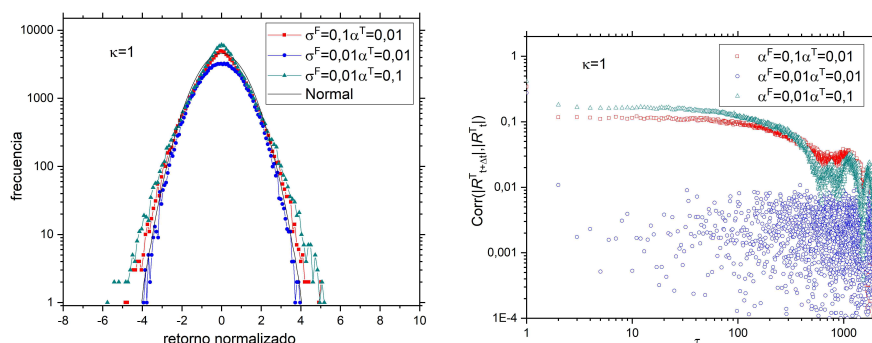 10000
1000
100
10
1
frecuencia
-8 -6 -4 -2 0 2 4 6 8 10
retorno normalizado
κ=1
σᶠ=0,1αᵀ=0,01
σᶠ=0,01αᵀ=0,01
σᶠ=0,01αᵀ=0,1
Normal
1
0,1
0,01
0,001
1E-4
Corr(|Rᵀₜ₊Δₜ|,|Rᵀₜ|)
1 10 100 1000
τ
κ=1
αᶠ=0,1αᵀ=0,01
αᶠ=0,01αᵀ=0,01
αᶠ=0,01αᵀ=0,1